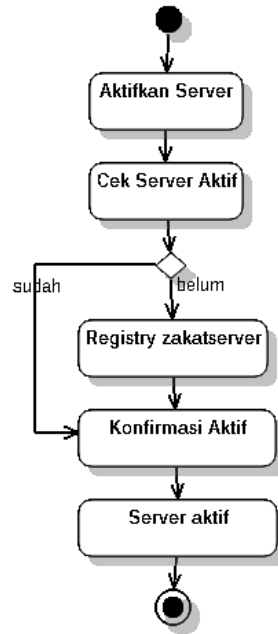 Aktifkan Server
Cek Server Aktif
sudah
belum
Registry zakatserver
Konfirmasi Aktif
Server aktif